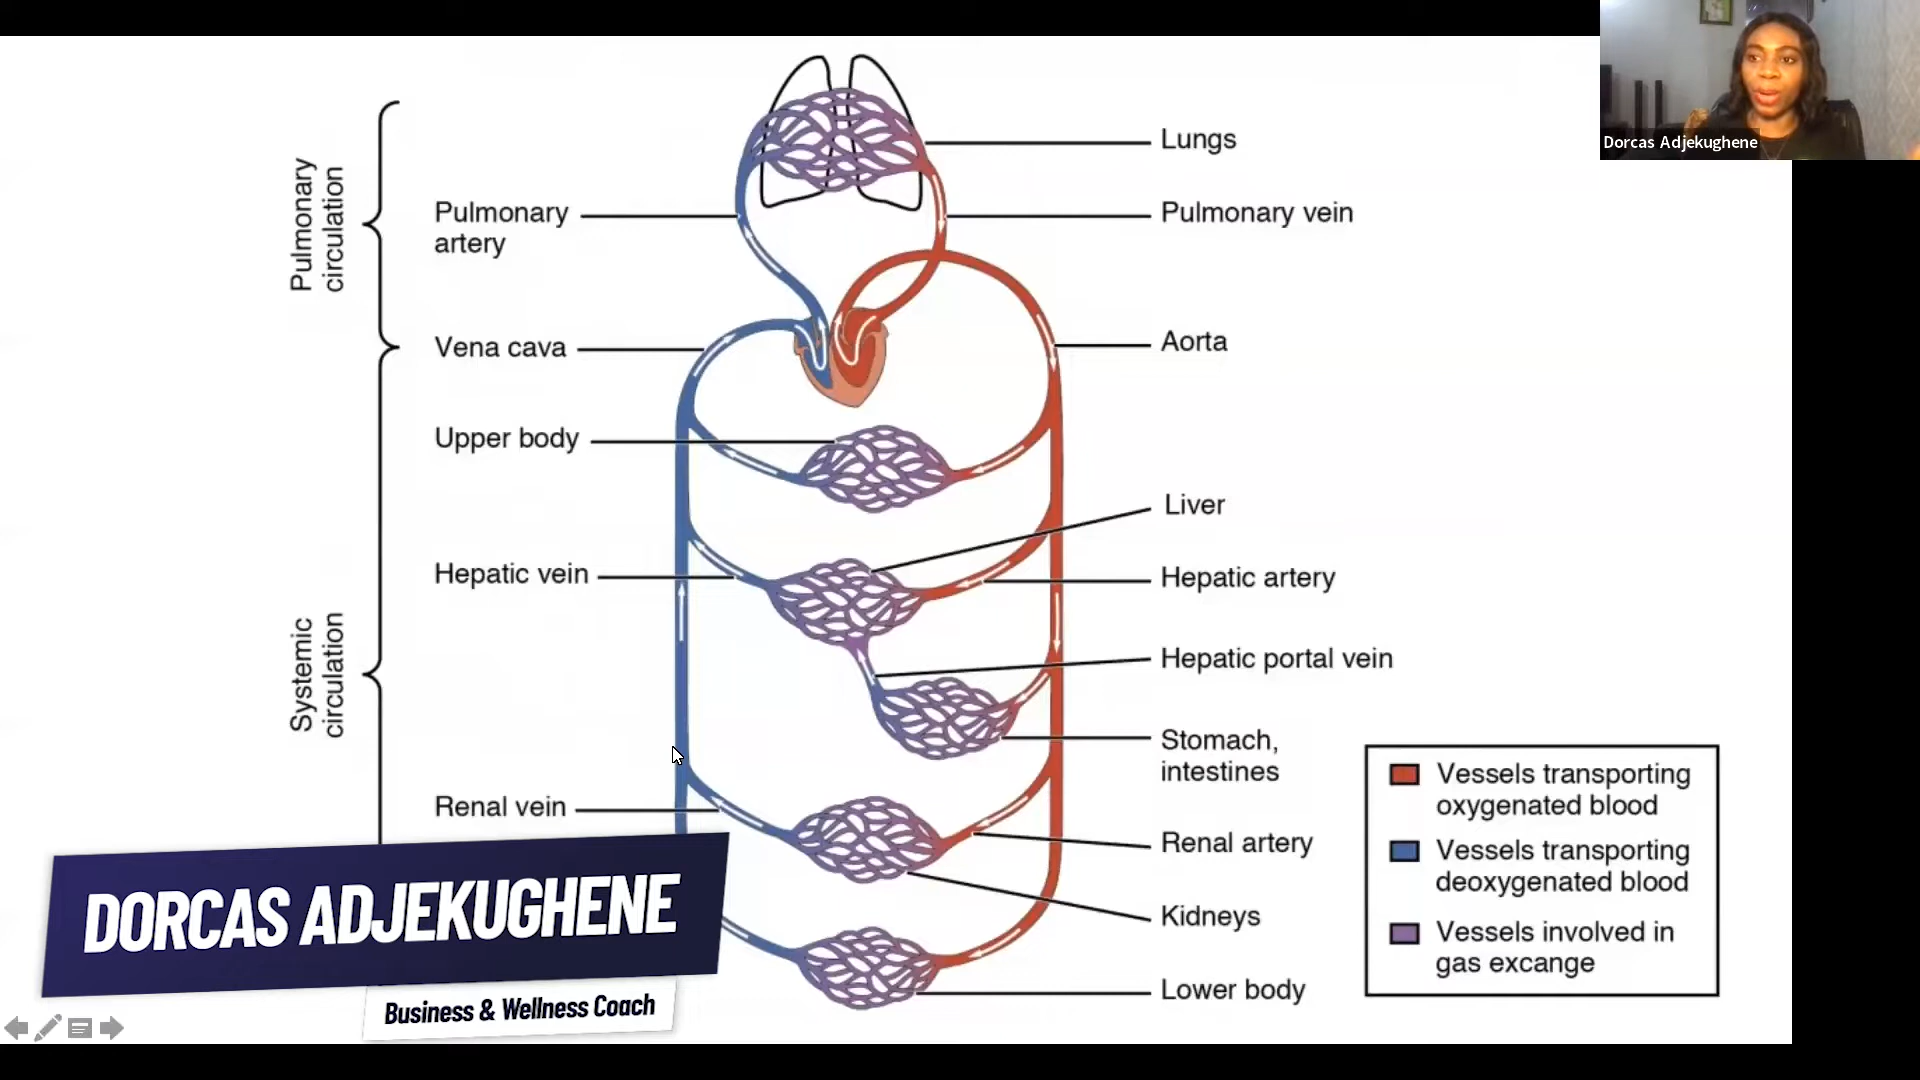 Dorcas Adjekughene
Pulmonary
circulation
Systemic
circulation
Pulmonary
artery
Vena cava
Upper body
Hepatic vein
Renal vein
Lungs
Pulmonary vein
Aorta
Liver
Hepatic artery
Hepatic portal vein
Stomach,
intestines
Renal artery
Kidneys
Lower body
Vessels transporting
oxygenated blood
Vessels transporting
deoxygenated blood
Vessels involved in
gas excange
DORCAS ADJEKUGHENE
Business & Wellness Coach